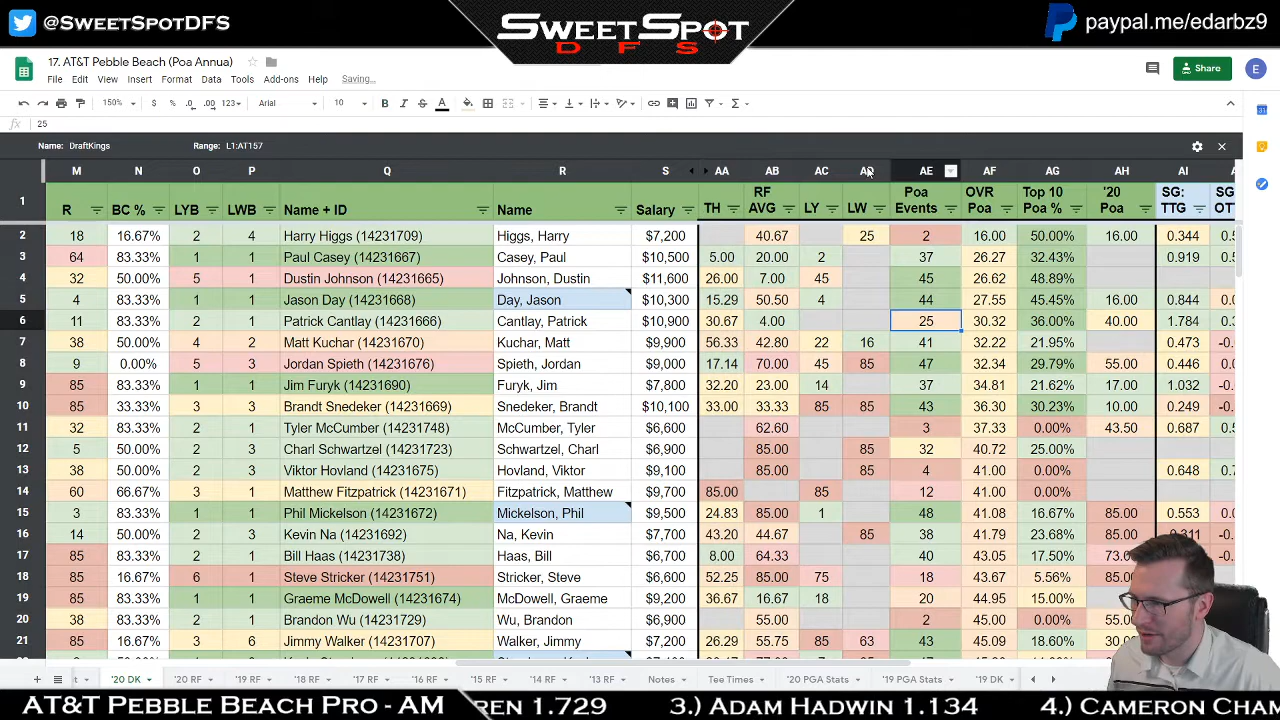 @SweetSpotDFS
SweetSpot
DFS
paypal.me/edarbz9
17. AT&T Pebble Beach (Poa Annua)
File Edit View Insert Format Data Tools Add-ons Help Saving...
Share
E
150% $ % .0 .00 123 Arial 10 B I S A
fx 25
Name: DraftKings Range: L1:AT157
M N O P Q R S AA AB AC AD AE AF AG AH AI
1 R BC % LYB LWB Name + ID Name Salary TH RF AVG LY LW Poa Events OVR Poa Top 10 Poa % '20 Poa SG: TTG
2 18 16.67% 2 4 Harry Higgs (14231709) Higgs, Harry $7,200 40.67 25 2 16.00 50.00% 16.00 0.344
3 64 83.33% 1 1 Paul Casey (14231667) Casey, Paul $10,500 5.00 20.00 2 37 26.27 32.43% 0.919
4 32 50.00% 5 1 Dustin Johnson (14231665) Johnson, Dustin $11,600 26.00 7.00 45 45 26.62 48.89%
5 4 83.33% 1 1 Jason Day (14231668) Day, Jason $10,300 15.29 50.50 4 44 27.55 45.45% 16.00 0.844
6 11 83.33% 2 1 Patrick Cantlay (14231666) Cantlay, Patrick $10,900 30.67 4.00 25 30.32 36.00% 40.00 1.784
7 38 50.00% 4 2 Matt Kuchar (14231670) Kuchar, Matt $9,900 56.33 42.80 22 16 41 32.22 21.95% 0.473
8 9 0.00% 5 3 Jordan Spieth (14231676) Spieth, Jordan $9,000 17.14 70.00 45 85 47 32.34 29.79% 55.00 0.446
9 85 83.33% 1 1 Jim Furyk (14231690) Furyk, Jim $7,800 32.20 23.00 14 37 34.81 21.62% 17.00 1.032
10 85 33.33% 3 3 Brandt Snedeker (14231669) Snedeker, Brandt $10,100 33.00 33.33 85 85 43 36.30 30.23% 10.00 0.249
11 32 83.33% 2 1 Tyler McCumber (14231748) McCumber, Tyler $6,600 62.60 3 37.33 0.00% 43.50 0.687
12 5 50.00% 2 3 Charl Schwartzel (14231723) Schwartzel, Charl $6,900 85.00 85 32 40.72 25.00%
13 38 50.00% 2 3 Viktor Hovland (14231675) Hovland, Viktor $9,100 85.00 85 4 41.00 0.00% 0.648
14 60 66.67% 3 1 Matthew Fitzpatrick (14231671) Fitzpatrick, Matthew $9,700 85.00 85 12 41.00 0.00%
15 3 83.33% 1 1 Phil Mickelson (14231672) Mickelson, Phil $9,500 24.83 85.00 1 48 41.08 16.67% 85.00 0.553
16 14 50.00% 2 3 Kevin Na (14231692) Na, Kevin $7,700 43.20 44.67 85 38 41.79 23.68% 85.00
17 85 83.33% 1 1 Bill Haas (14231738) Haas, Bill $6,700 8.00 64.33 40 43.05 17.50%
18 85 16.67% 6 1 Steve Stricker (14231751) Stricker, Steve $6,600 52.25 85.00 75 18 43.67 5.56%
19 85 83.33% 1 1 Graeme McDowell (14231674) McDowell, Graeme $9,200 36.67 16.67 18 20 44.95 15.00%
20 38 83.33% 2 1 Brandon Wu (14231729) Wu, Brandon $6,600 55.00 2 45.00 0.00%
21 85 16.67% 3 6 Jimmy Walker (14231707) Walker, Jimmy $7,200 26.29 55.75 85 63 43 45.09 18.60%
'20 DK '20 RF '19 RF '18 RF '17 RF '16 RF '15 RF '14 RF '13 RF Notes Tee Times '20 PGA Stats '19 PGA Stats '19 DK
AT&T Pebble Beach Pro - AM REN 1.729 3.) ADAM HADWIN 1.134 4.) CAMERON CHAM